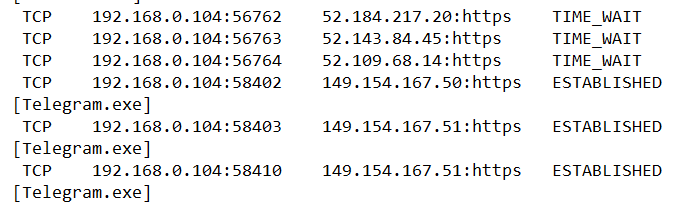 TCP    192.168.0.104:56762    52.184.217.20:https    TIME_WAIT
TCP    192.168.0.104:56763    52.143.84.45:https    TIME_WAIT
TCP    192.168.0.104:56764    52.109.68.14:https    TIME_WAIT
TCP    192.168.0.104:58402    149.154.167.50:https    ESTABLISHED
[Telegram.exe]
TCP    192.168.0.104:58403    149.154.167.51:https    ESTABLISHED
[Telegram.exe]
TCP    192.168.0.104:58410    149.154.167.51:https    ESTABLISHED
[Telegram.exe]